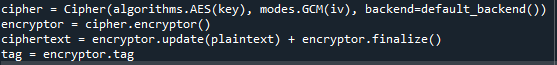 cipher = Cipher(algorithms.AES(key), modes.GCM(iv), backend=default_backend())
encryptor = cipher.encryptor()
ciphertext = encryptor.update(plaintext) + encryptor.finalize()
tag = encryptor.tag